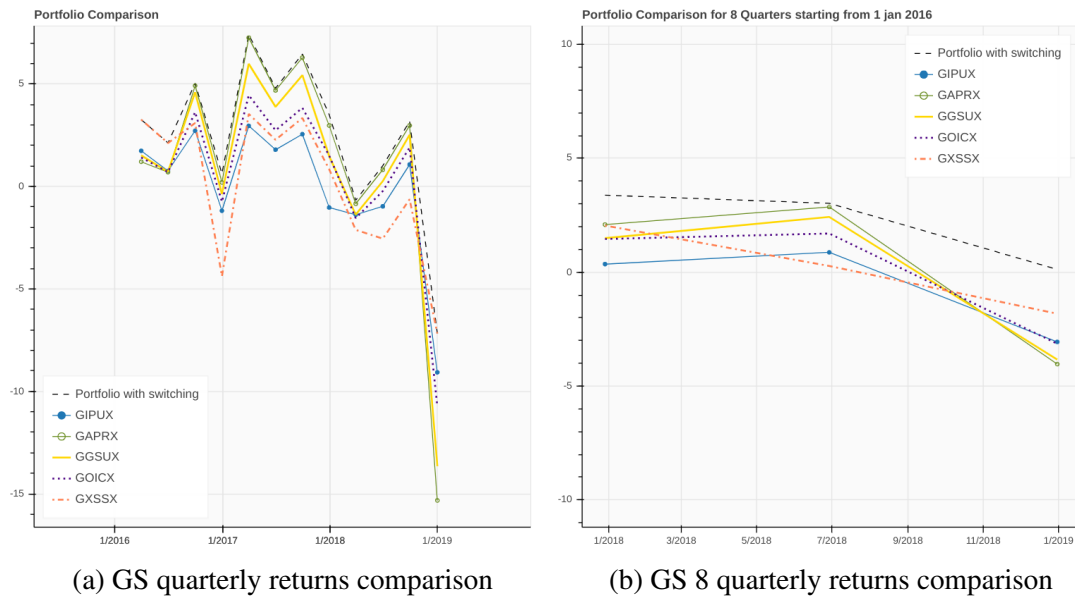 Portfolio Comparison
5
0
-5
-10
-15
Portfolio with switching
GIPUX
GAPRX
GGSUX
GOICX
GXSSX
1/2016
1/2017
1/2018
1/2019
(a) GS quarterly returns comparison
Portfolio Comparison for 8 Quarters starting from 1 jan 2016
10
5
0
-5
-10
Portfolio with switching
GIPUX
GAPRX
GGSUX
GOICX
GXSSX
1/2018
3/2018
5/2018
7/2018
9/2018
11/2018
1/2019
(b) GS 8 quarterly returns comparison